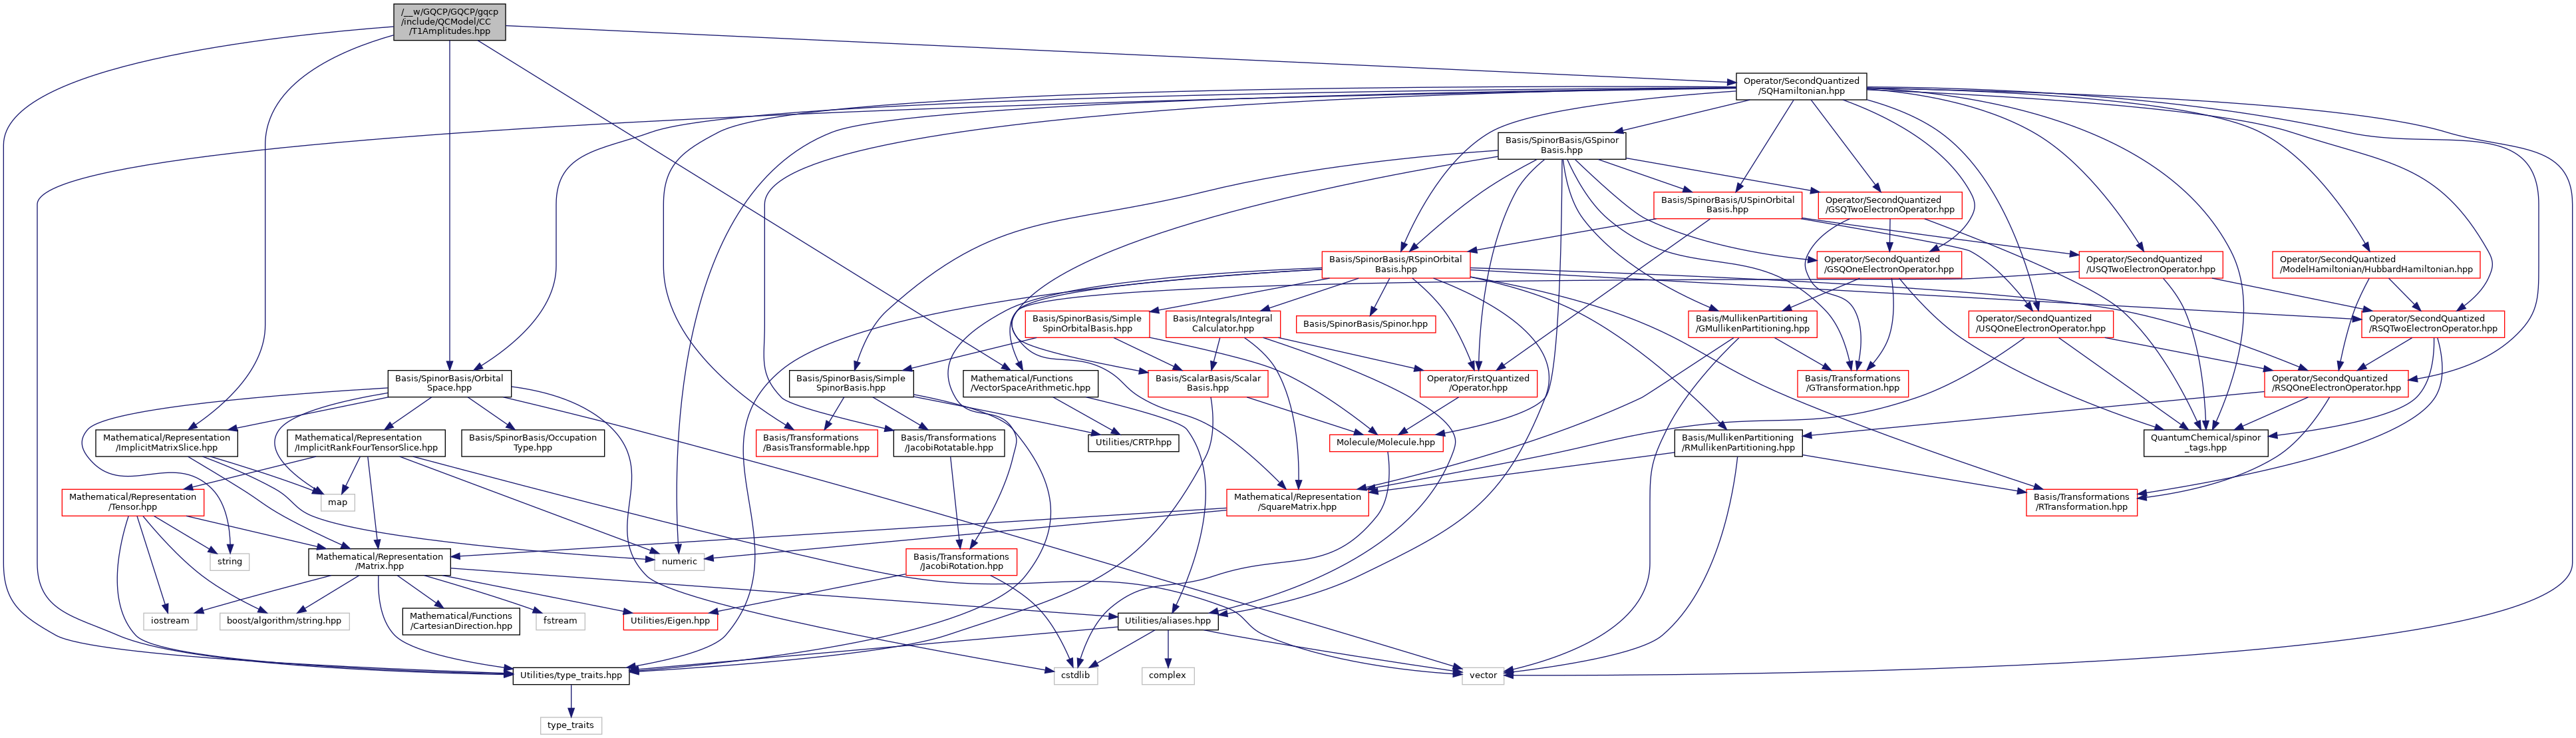 /__w/GQCP/GQCP/gqcp
/include/QCModel/CC
/T1Amplitudes.hpp
Operator/SecondQuantized
/SQHamiltonian.hpp
Basis/SpinorBasis/GSpinor
Basis.hpp
Basis/SpinorBasis/USpinOrbital
Basis.hpp
Operator/SecondQuantized
/GSQTwoElectronOperator.hpp
Basis/SpinorBasis/RSpinOrbital
Basis.hpp
Operator/SecondQuantized
/GSQOneElectronOperator.hpp
Operator/SecondQuantized
/USQTwoElectronOperator.hpp
Operator/SecondQuantized
/ModelHamiltonian/HubbardHamiltonian.hpp
Basis/SpinorBasis/Simple
SpinOrbitalBasis.hpp
Basis/Integrals/Integral
Calculator.hpp
Basis/SpinorBasis/Spinor.hpp
Basis/MullikenPartitioning
/GMullikenPartitioning.hpp
Operator/SecondQuantized
/USQOneElectronOperator.hpp
Operator/SecondQuantized
/RSQTwoElectronOperator.hpp
Basis/SpinorBasis/Orbital
Space.hpp
Basis/SpinorBasis/Simple
SpinorBasis.hpp
Mathematical/Functions
/VectorSpaceArithmetic.hpp
Basis/ScalarBasis/Scalar
Basis.hpp
Operator/FirstQuantized
/Operator.hpp
Basis/Transformations
/GTransformation.hpp
Operator/SecondQuantized
/RSQOneElectronOperator.hpp
Mathematical/Representation
/ImplicitMatrixSlice.hpp
Mathematical/Representation
/ImplicitRankFourTensorSlice.hpp
Basis/SpinorBasis/Occupation
Type.hpp
Basis/Transformations
/BasisTransformable.hpp
Basis/Transformations
/JacobiRotatable.hpp
Utilities/CRTP.hpp
Molecule/Molecule.hpp
Basis/MullikenPartitioning
/RMullikenPartitioning.hpp
QuantumChemical/spinor
_tags.hpp
Mathematical/Representation
/Tensor.hpp
map
Mathematical/Representation
/SquareMatrix.hpp
Basis/Transformations
/RTransformation.hpp
string
Mathematical/Representation
/Matrix.hpp
numeric
Basis/Transformations
/JacobiRotation.hpp
iostream
boost/algorithm/string.hpp
Mathematical/Functions
/CartesianDirection.hpp
fstream
Utilities/Eigen.hpp
Utilities/aliases.hpp
Utilities/type_traits.hpp
cstdlib
complex
vector
type_traits